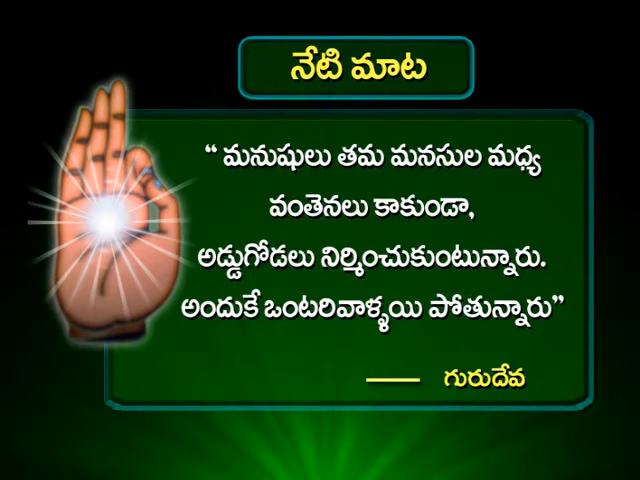 నేటి మాట
“ మనుషులు తమ మనసుల మధ్య
వంతెనలు కాకుండా,
అడ్డుగోడలు నిర్మించుకుంటున్నారు.
అందుకే ఒంటరివాళ్ళయి పోతున్నారు”
—— గురుదేవ